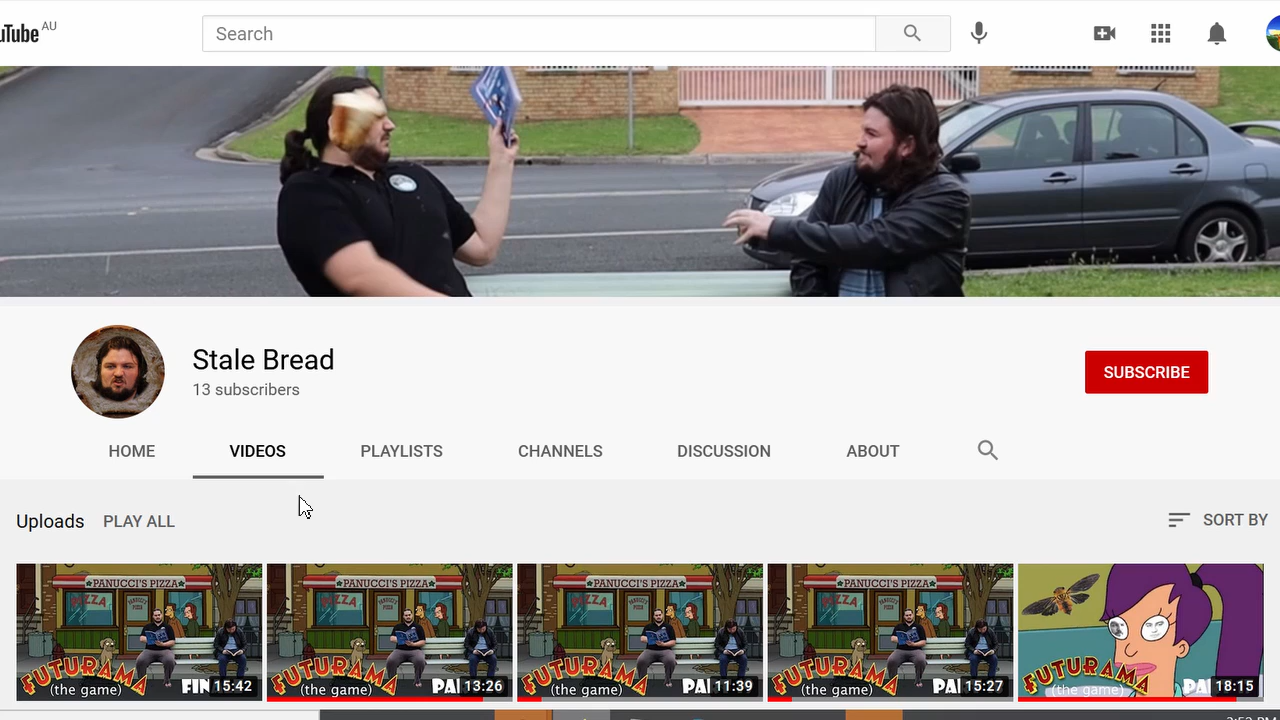 uTube AU
Search
Stale Bread
13 subscribers
SUBSCRIBE
HOME VIDEOS PLAYLISTS CHANNELS DISCUSSION ABOUT
Uploads PLAY ALL SORT BY
PANUCCI'S PIZZA PANUCCI'S PIZZA PANUCCI'S PIZZA PANUCCI'S PIZZA
PIZZA PIZZA PIZZA PIZZA
FUTURAMA FUTURAMA FUTURAMA FUTURAMA FUTURAMA
(the game) FIN 15:42 (the game) PA 13:26 (the game) PA 11:39 (the game) PA 15:27 (the game) PA 18:15